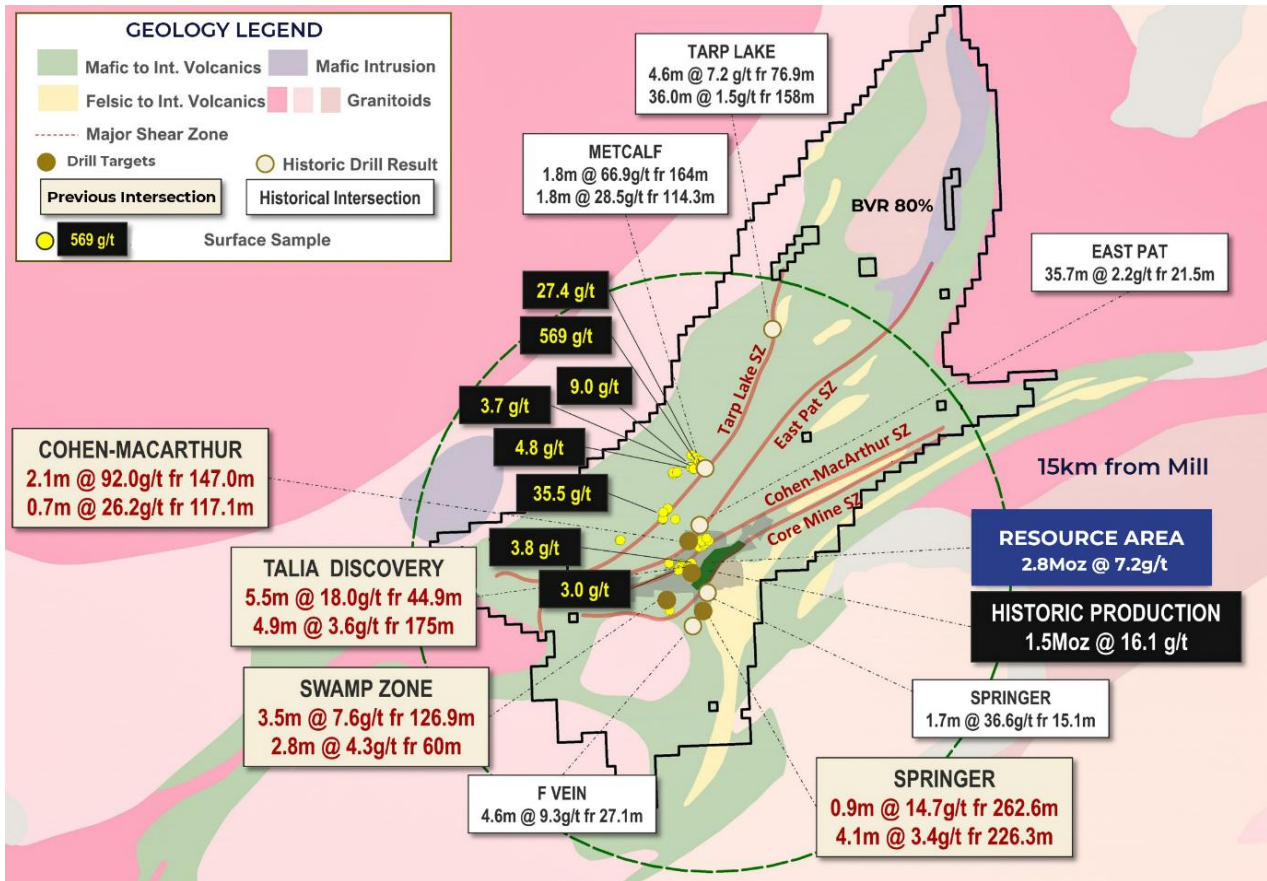 GEOLOGY LEGEND
Mafic to Int. Volcanics
Mafic Intrusion
Felsic to Int. Volcanics
Granitoids
Major Shear Zone
Drill Targets
Historic Drill Result
Previous Intersection
Historical Intersection
569 g/t
Surface Sample
TARP LAKE
4.6m @ 7.2 g/t fr 76.9m
36.0m @ 1.5g/t fr 158m
METCALF
1.8m @ 66.9g/t fr 164m
1.8m @ 28.5g/t fr 114.3m
BVR 80%
EAST PAT
35.7m @ 2.2g/t fr 21.5m
27.4 g/t
569 g/t
9.0 g/t
3.7 g/t
4.8 g/t
35.5 g/t
3.8 g/t
3.0 g/t
Tarp Lake SZ
East Pat SZ
Cohen-MacArthur SZ
Core Mine SZ
15km from Mill
COHEN-MACARTHUR
2.1m @ 92.0g/t fr 147.0m
0.7m @ 26.2g/t fr 117.1m
TALIA DISCOVERY
5.5m @ 18.0g/t fr 44.9m
4.9m @ 3.6g/t fr 175m
SWAMP ZONE
3.5m @ 7.6g/t fr 126.9m
2.8m @ 4.3g/t fr 60m
RESOURCE AREA
2.8Moz @ 7.2g/t
HISTORIC PRODUCTION
1.5Moz @ 16.1 g/t
SPRINGER
1.7m @ 36.6g/t fr 15.1m
F VEIN
4.6m @ 9.3g/t fr 27.1m
SPRINGER
0.9m @ 14.7g/t fr 262.6m
4.1m @ 3.4g/t fr 226.3m